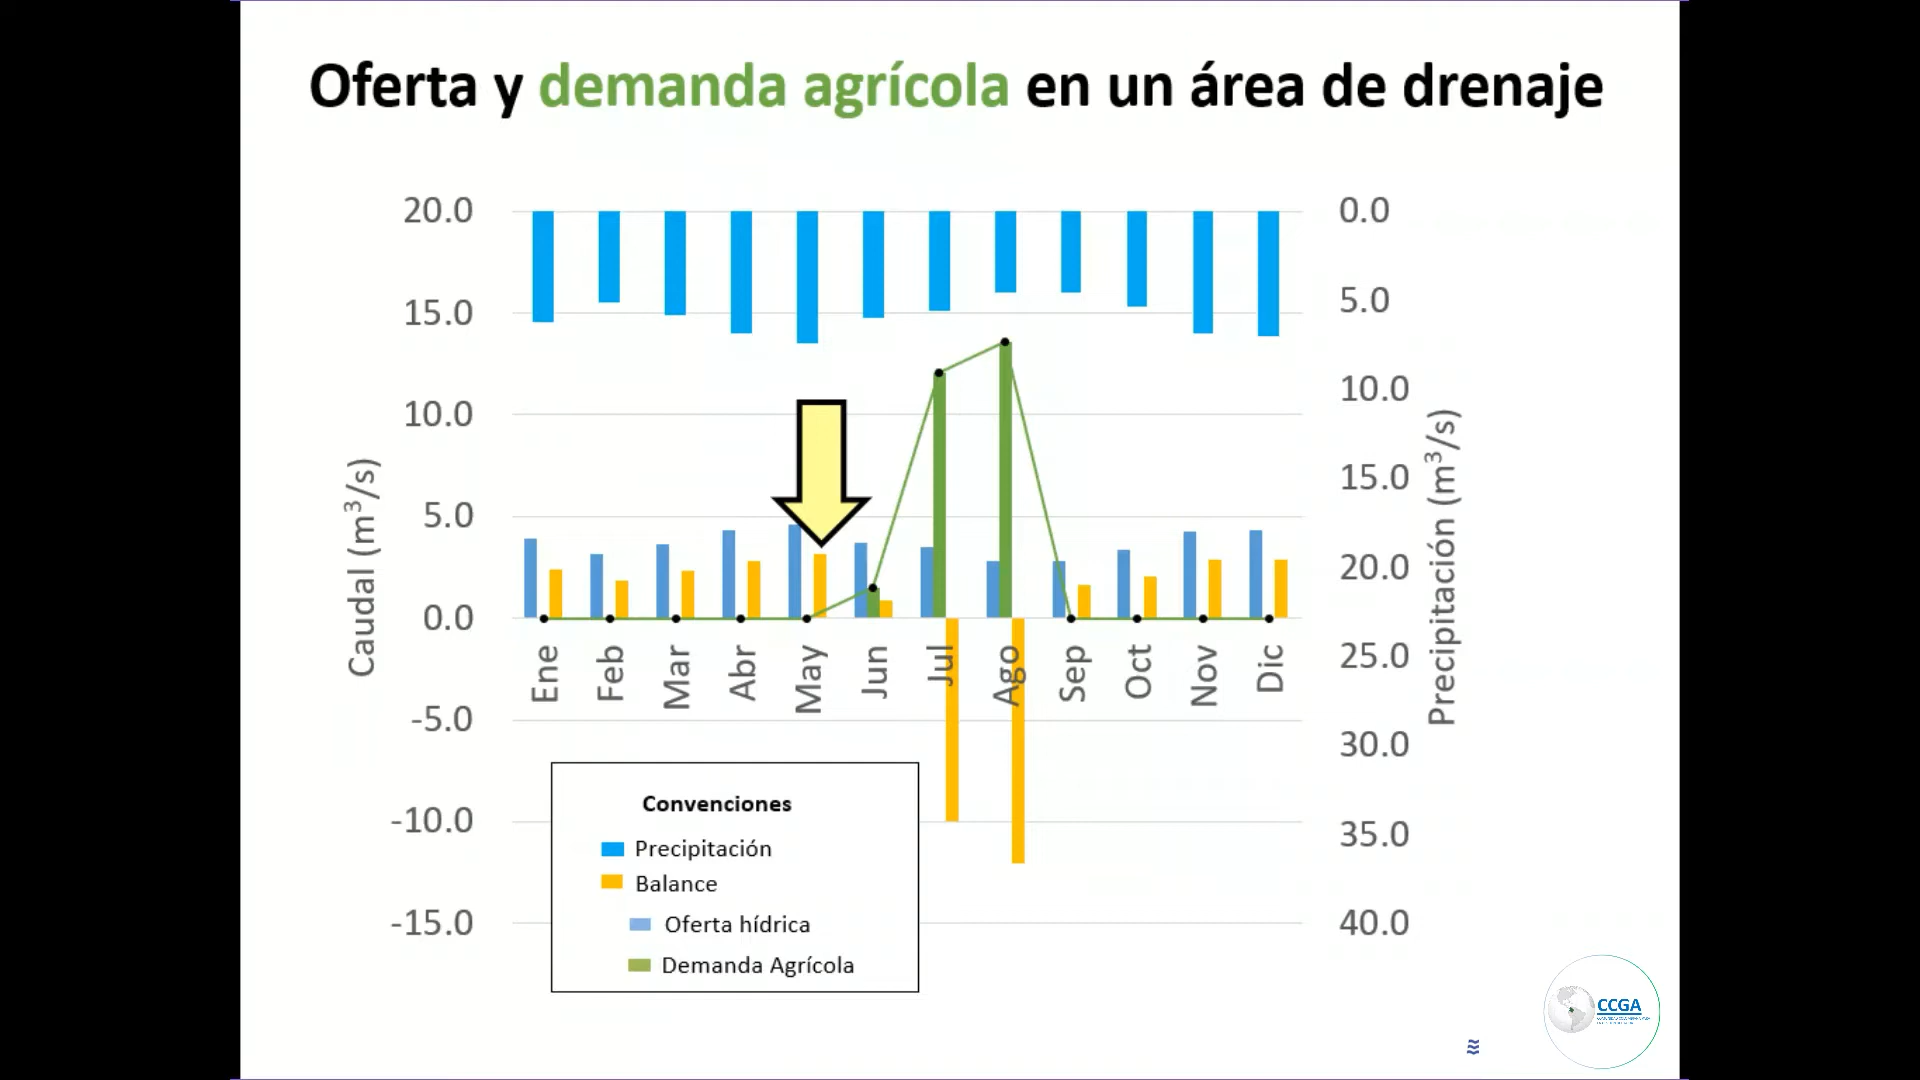 Oferta y demanda agrícola en un área de drenaje
20.0
15.0
10.0
5.0
0.0
-5.0
-10.0
-15.0
Caudal (m³/s)
0.0
5.0
10.0
15.0
20.0
25.0
30.0
35.0
40.0
Precipitación (m³/s)
Ene Feb Mar Abr May Jun Jul Ago Sep Oct Nov Dic
Convenciones
Precipitación
Balance
Oferta hídrica
Demanda Agrícola
CCGA